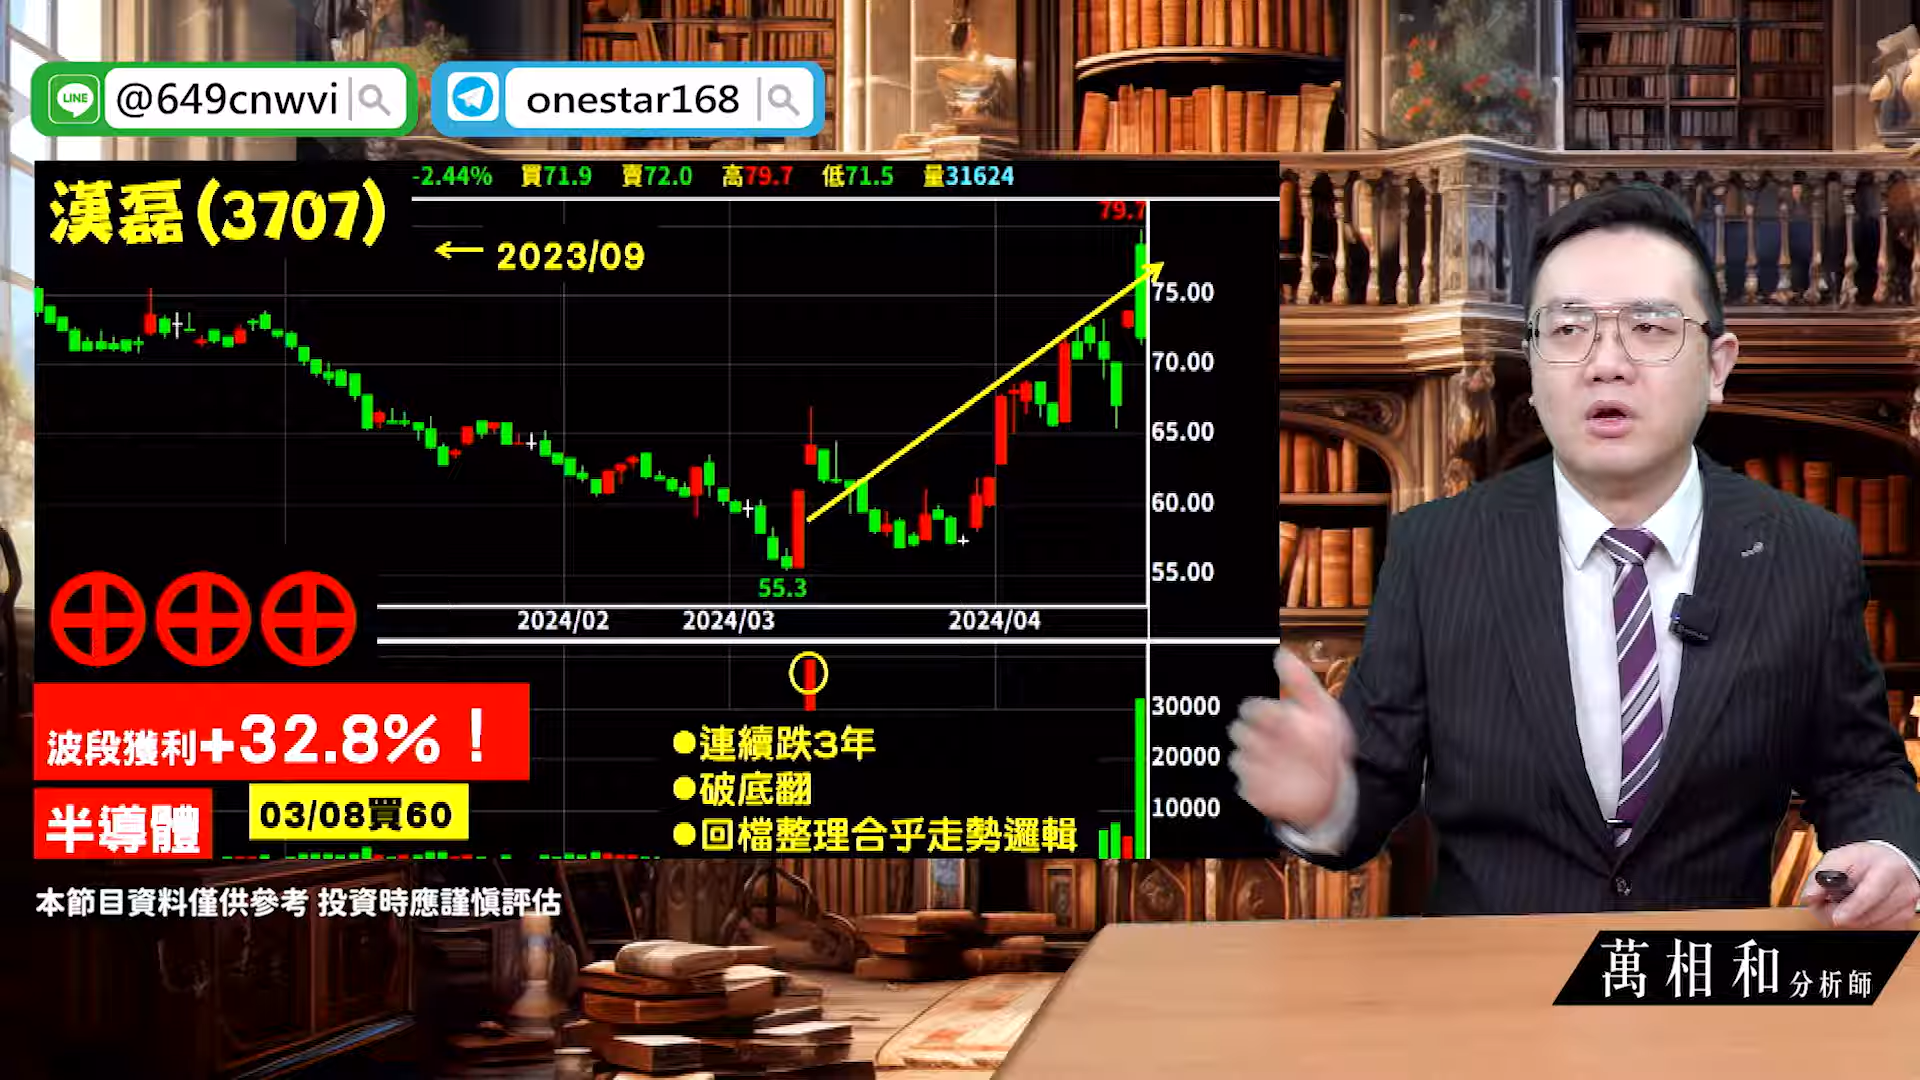 LINE @649cnwvi
onestar168
漢磊(3707)
-2.44% 買71.9 賣72.0 高79.7 低71.5 量31624
← 2023/09
79.7
75.00
70.00
65.00
60.00
55.00
55.3
2024/02 2024/03 2024/04
30000
20000
10000
波段獲利+32.8%！
半導體
03/08買60
●連續跌3年
●破底翻
●回檔整理合乎走勢邏輯
本節目資料僅供參考 投資時應謹慎評估
萬相和分析師